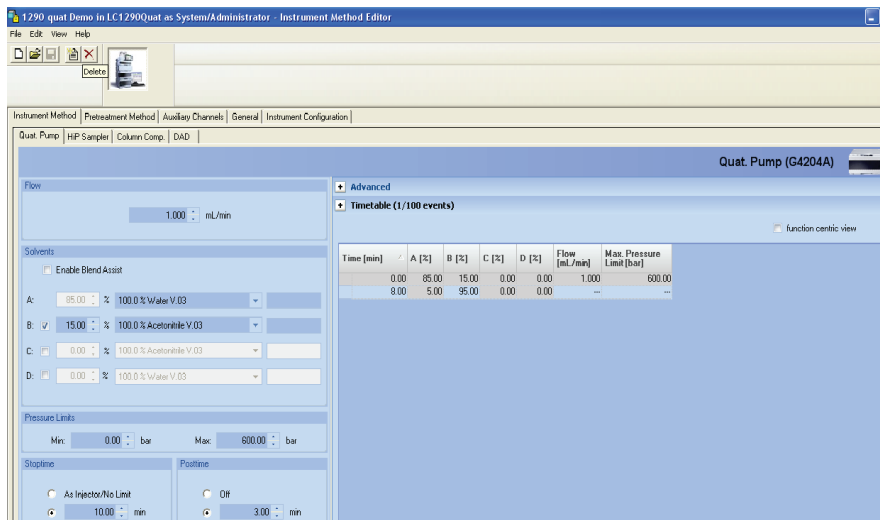 1290 quat Demo in LC1290Quat as System/Administrator - Instrument Method Editor
File Edit View Help
Delete
Instrument Method Pretreatment Method Auxiliary Channels General Instrument Configuration
Quat. Pump HiP Sampler Column Comp. DAD
Quat. Pump (G4204A)
Flow
1.000 mL/min
Solvents
Enable Blend Assist
A: 85.00 % 100.0 % Water V.03
B: 15.00 % 100.0 % Acetonitrile V.03
C: 0.00 % 100.0 % Acetonitrile V.03
D: 0.00 % 100.0 % Water V.03
Pressure Limits
Min: 0.00 bar Max: 600.00 bar
Stoptime
As Injector/No Limit
10.00 min
Posttime
Off
3.00 min
Advanced
Timetable (1/100 events)
function centric view
Time [min] A [%] B [%] C [%] D [%] Flow [mL/min] Max. Pressure Limit [bar]
0.00 85.00 15.00 0.00 0.00 1.000 600.00
8.00 5.00 95.00 0.00 0.00 --- ---